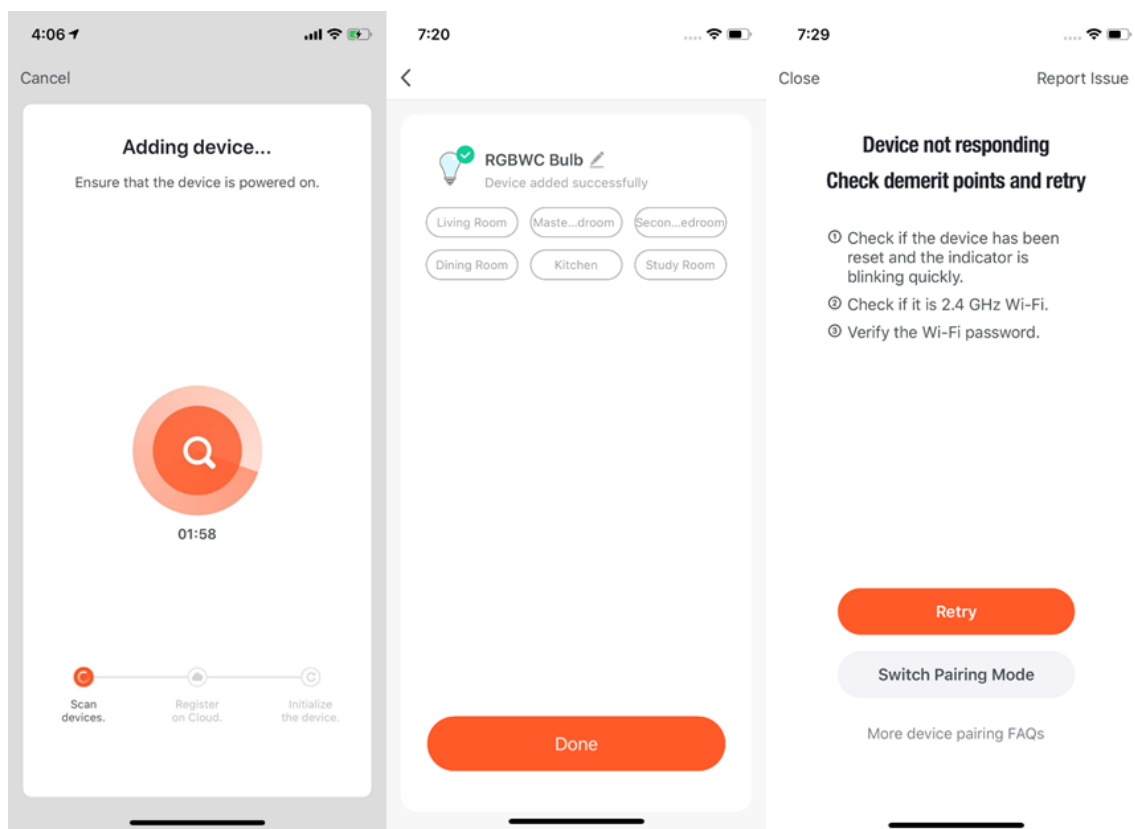 4:06
Cancel
Adding device...
Ensure that the device is powered on.
01:58
Scan
devices.
Register
on Cloud.
Initialize
the device.
7:20
RGBWC Bulb
Device added successfully
Living Room
Maste...droom
Secon...edroom
Dining Room
Kitchen
Study Room
Done
7:29
Close
Report Issue
Device not responding
Check demerit points and retry
① Check if the device has been
reset and the indicator is
blinking quickly.
② Check if it is 2.4 GHz Wi-Fi.
③ Verify the Wi-Fi password.
Retry
Switch Pairing Mode
More device pairing FAQs